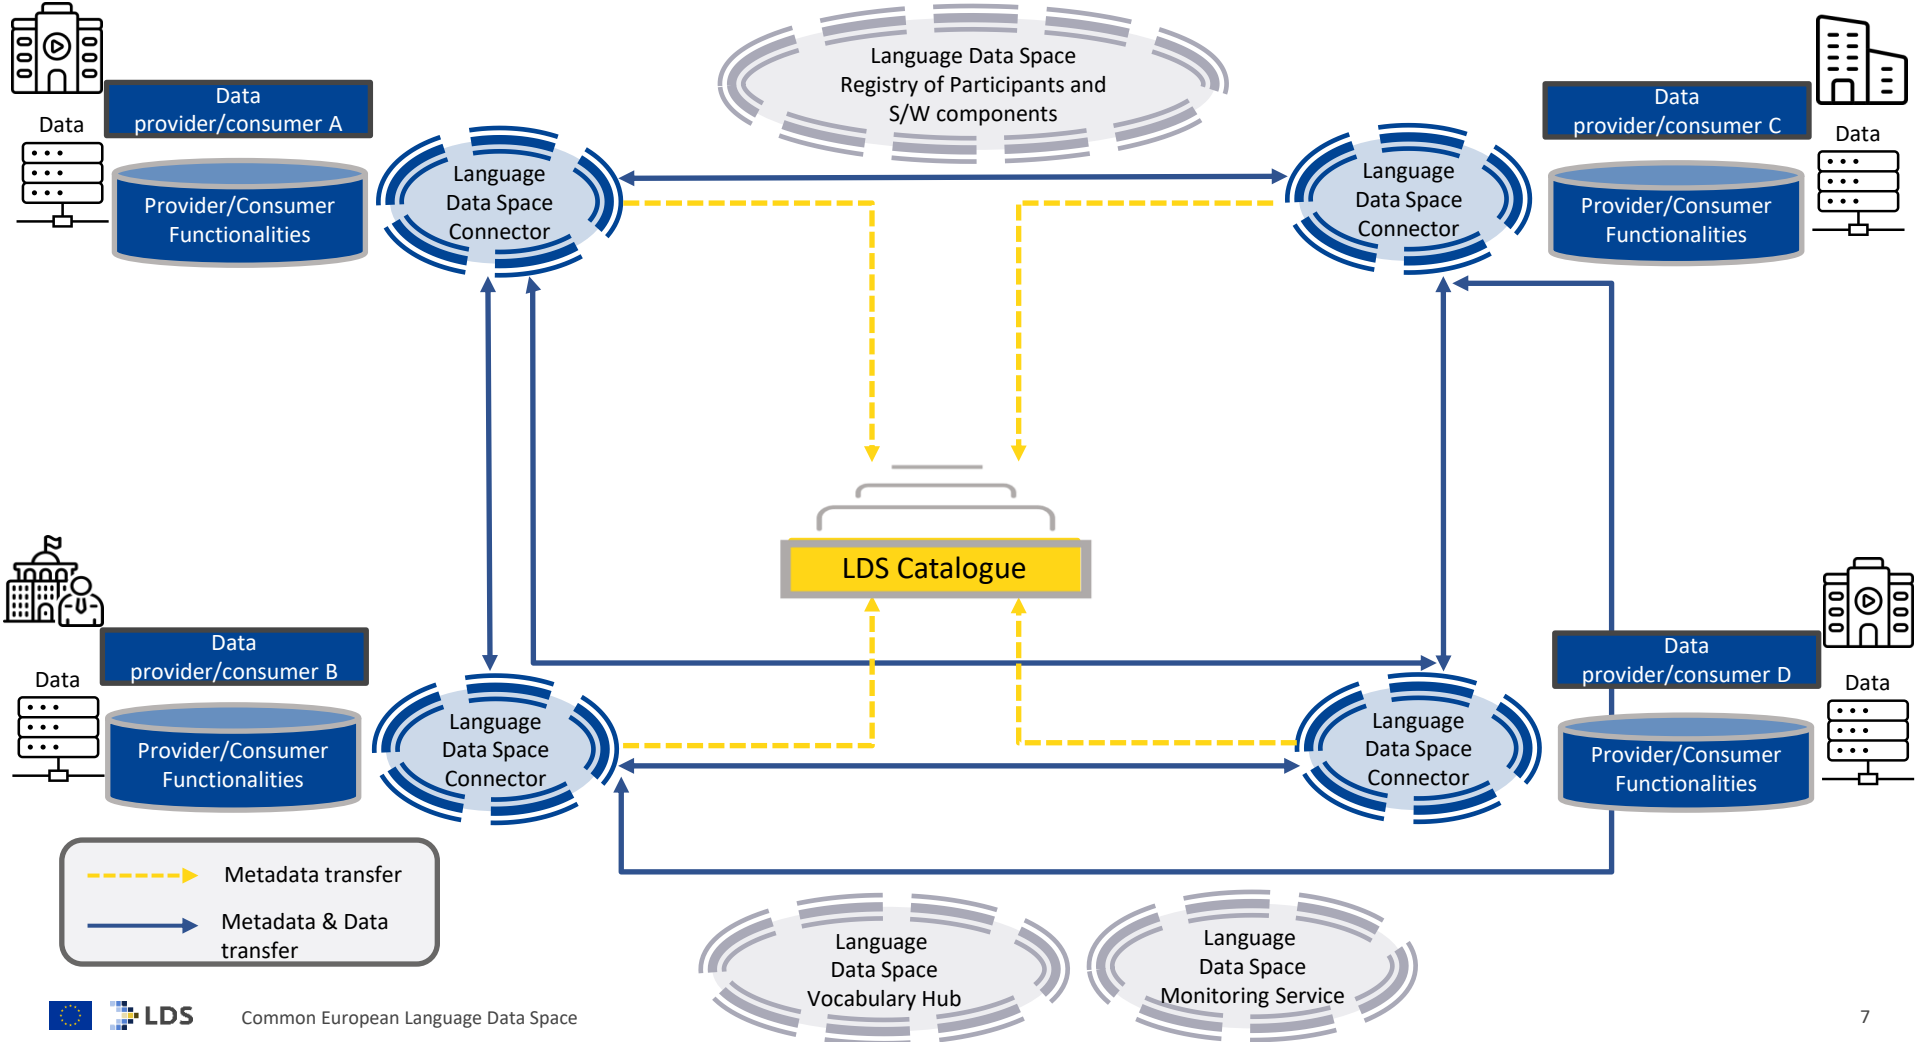 Language Data Space
Registry of Participants and
S/W components
Data
provider/consumer A
Data
Provider/Consumer
Functionalities
Language
Data Space
Connector
Data
provider/consumer C
Data
Provider/Consumer
Functionalities
Language
Data Space
Connector
LDS Catalogue
Data
provider/consumer B
Data
Provider/Consumer
Functionalities
Language
Data Space
Connector
Data
provider/consumer D
Data
Provider/Consumer
Functionalities
Language
Data Space
Connector
Metadata transfer
Metadata & Data
transfer
Language
Data Space
Vocabulary Hub
Language
Data Space
Monitoring Service
LDS
Common European Language Data Space
7